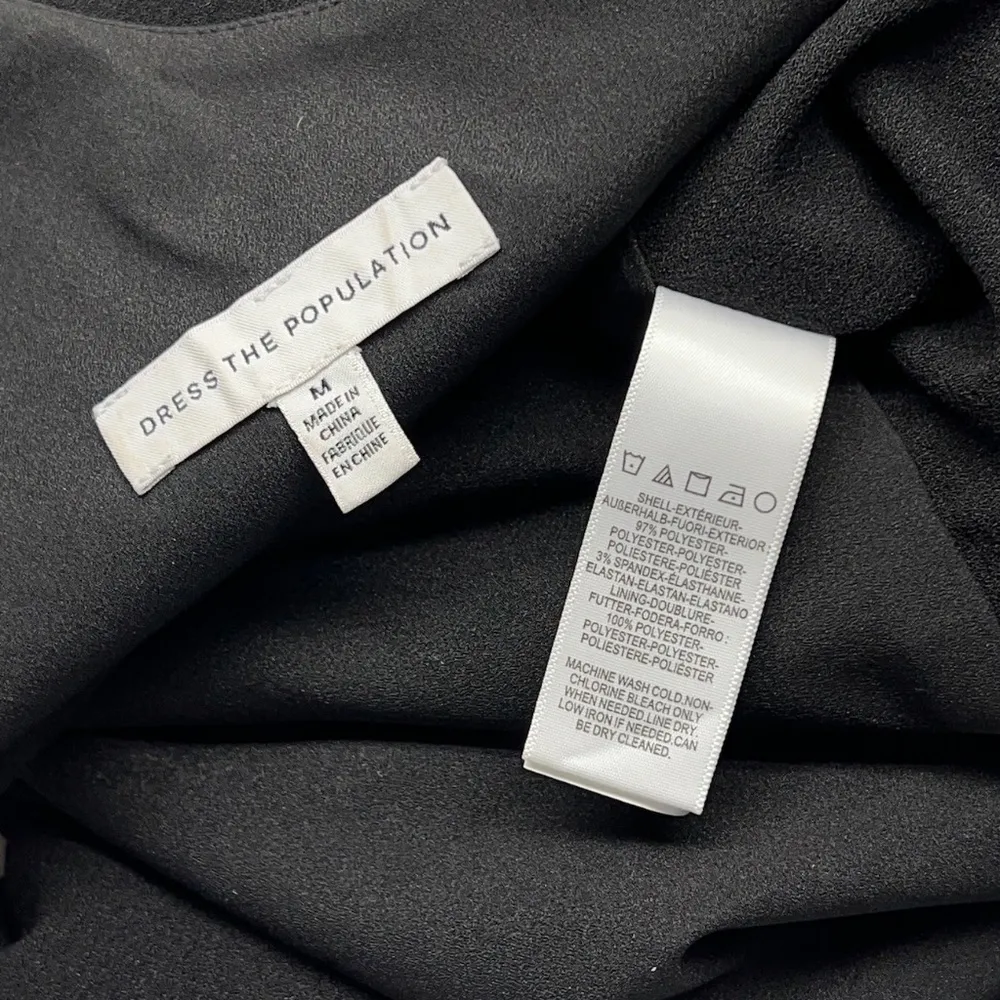 DRESS THE POPULATION
M
MADE IN
CHINA
FABRIQUE
EN CHINE
SHELL-EXTÉRIEUR-
AUßERHALB-FUORI-EXTERIOR:
97% POLYESTER-
POLYESTER-POLYESTER-
POLIESTERE-POLIÉSTER
3% SPANDEX-ÉLASTHANNE-
ELASTAN-ELASTAN-ELASTANO
LINING-DOUBLURE-
FUTTER-FODERA-FORRO:
100% POLYESTER-
POLYESTER-POLYESTER-
POLIESTERE-POLIÉSTER
MACHINE WASH COLD.NON-
CHLORINE BLEACH ONLY
WHEN NEEDED.LINE DRY.
LOW IRON IF NEEDED.CAN
BE DRY CLEANED.